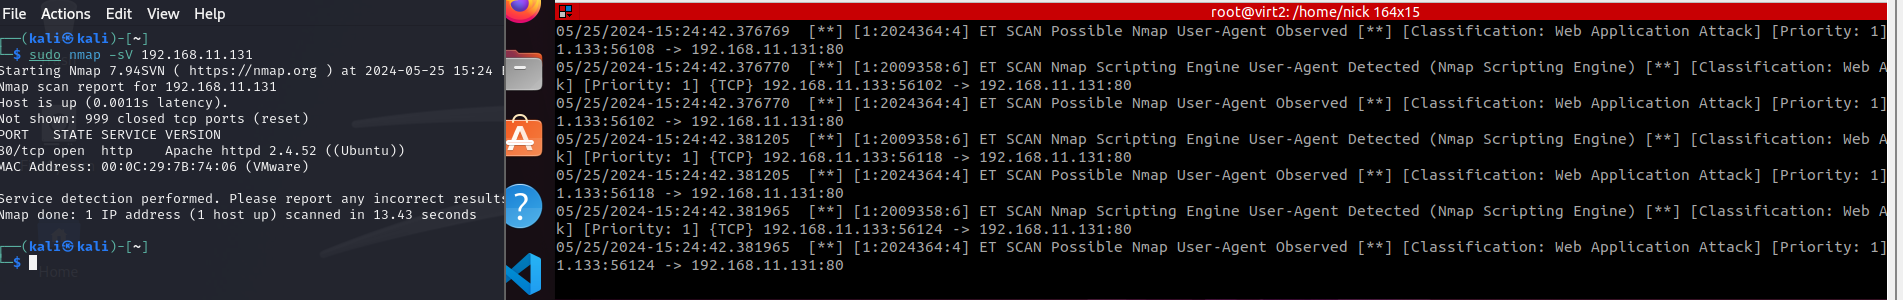 File Actions Edit View Help
┌──(kali㉿kali)-[~]
└─$ sudo nmap -sV 192.168.11.131
Starting Nmap 7.94SVN ( https://nmap.org ) at 2024-05-25 15:24
Nmap scan report for 192.168.11.131
Host is up (0.0011s latency).
Not shown: 999 closed tcp ports (reset)
PORT   STATE SERVICE VERSION
80/tcp open  http    Apache httpd 2.4.52 ((Ubuntu))
MAC Address: 00:0C:29:7B:74:06 (VMware)
Service detection performed. Please report any incorrect results
Nmap done: 1 IP address (1 host up) scanned in 13.43 seconds
┌──(kali㉿kali)-[~]
└─$
Home
root@virt2: /home/nick 164x15
05/25/2024-15:24:42.376769  [**] [1:2024364:4] ET SCAN Possible Nmap User-Agent Observed [**] [Classification: Web Application Attack] [Priority: 1]
1.133:56108 -> 192.168.11.131:80
05/25/2024-15:24:42.376770  [**] [1:2009358:6] ET SCAN Nmap Scripting Engine User-Agent Detected (Nmap Scripting Engine) [**] [Classification: Web A
k] [Priority: 1] {TCP} 192.168.11.133:56102 -> 192.168.11.131:80
05/25/2024-15:24:42.376770  [**] [1:2024364:4] ET SCAN Possible Nmap User-Agent Observed [**] [Classification: Web Application Attack] [Priority: 1]
1.133:56102 -> 192.168.11.131:80
05/25/2024-15:24:42.381205  [**] [1:2009358:6] ET SCAN Nmap Scripting Engine User-Agent Detected (Nmap Scripting Engine) [**] [Classification: Web A
k] [Priority: 1] {TCP} 192.168.11.133:56118 -> 192.168.11.131:80
05/25/2024-15:24:42.381205  [**] [1:2024364:4] ET SCAN Possible Nmap User-Agent Observed [**] [Classification: Web Application Attack] [Priority: 1]
1.133:56118 -> 192.168.11.131:80
05/25/2024-15:24:42.381965  [**] [1:2009358:6] ET SCAN Nmap Scripting Engine User-Agent Detected (Nmap Scripting Engine) [**] [Classification: Web A
k] [Priority: 1] {TCP} 192.168.11.133:56124 -> 192.168.11.131:80
05/25/2024-15:24:42.381965  [**] [1:2024364:4] ET SCAN Possible Nmap User-Agent Observed [**] [Classification: Web Application Attack] [Priority: 1]
1.133:56124 -> 192.168.11.131:80